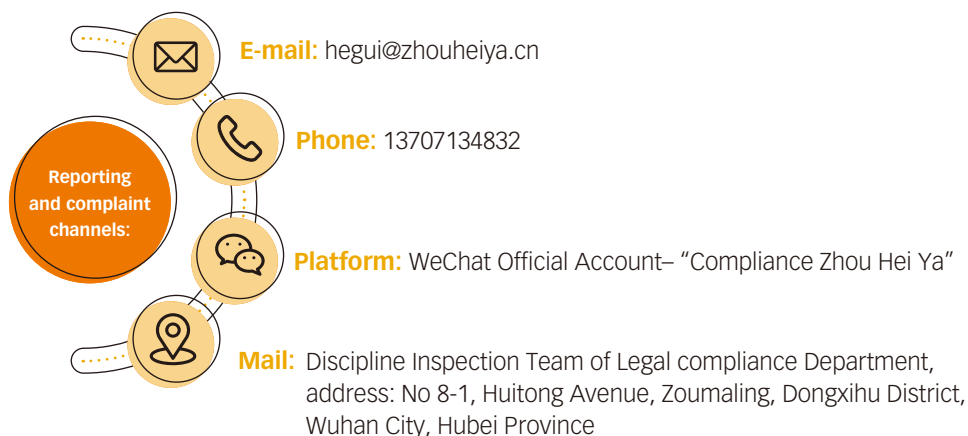 E-mail: hegui@zhouheiya.cn
Phone: 13707134832
Reporting
and complaint
channels:
Platform: WeChat Official Account– “Compliance Zhou Hei Ya”
Mail: Discipline Inspection Team of Legal compliance Department,
address: No 8-1, Huitong Avenue, Zoumaling, Dongxihu District,
Wuhan City, Hubei Province